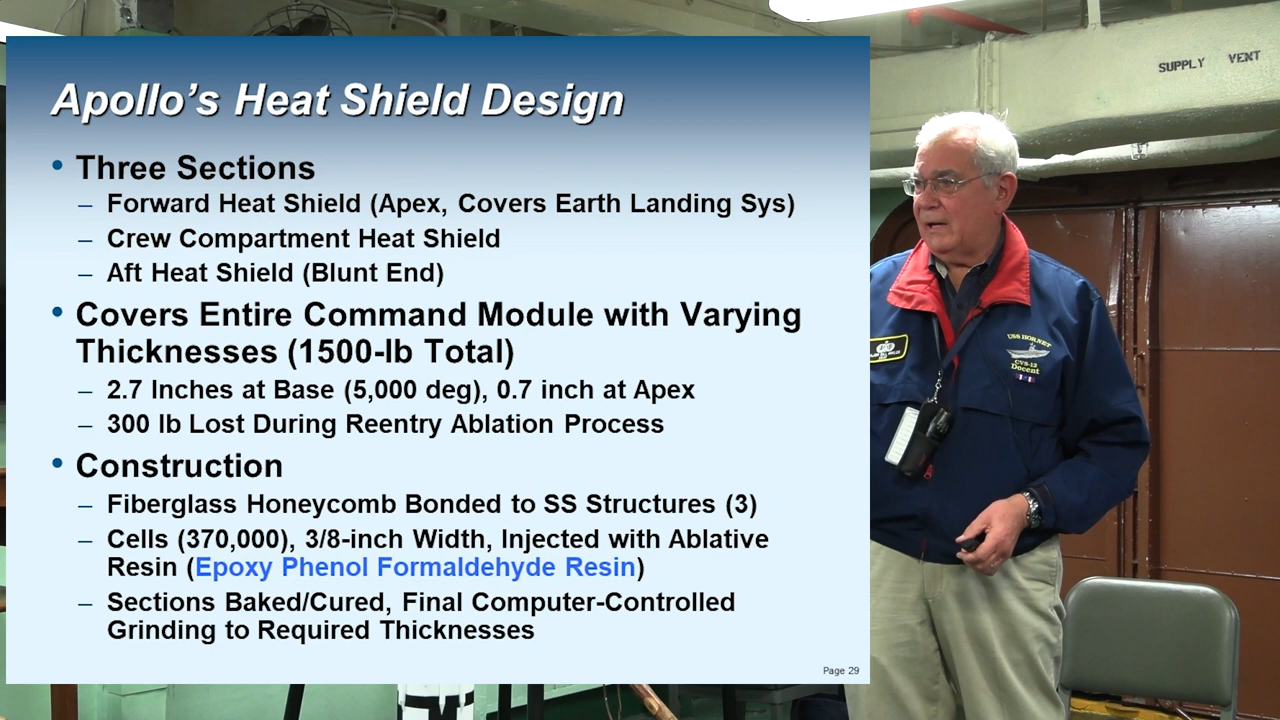 Apollo's Heat Shield Design
• Three Sections
– Forward Heat Shield (Apex, Covers Earth Landing Sys)
– Crew Compartment Heat Shield
– Aft Heat Shield (Blunt End)
• Covers Entire Command Module with Varying
Thicknesses (1500-lb Total)
– 2.7 Inches at Base (5,000 deg), 0.7 inch at Apex
– 300 lb Lost During Reentry Ablation Process
• Construction
– Fiberglass Honeycomb Bonded to SS Structures (3)
– Cells (370,000), 3/8-inch Width, Injected with Ablative
Resin (Epoxy Phenol Formaldehyde Resin)
– Sections Baked/Cured, Final Computer-Controlled
Grinding to Required Thicknesses
Page 29
SUPPLY VENT
USS HORNET
CVS-12
Docent